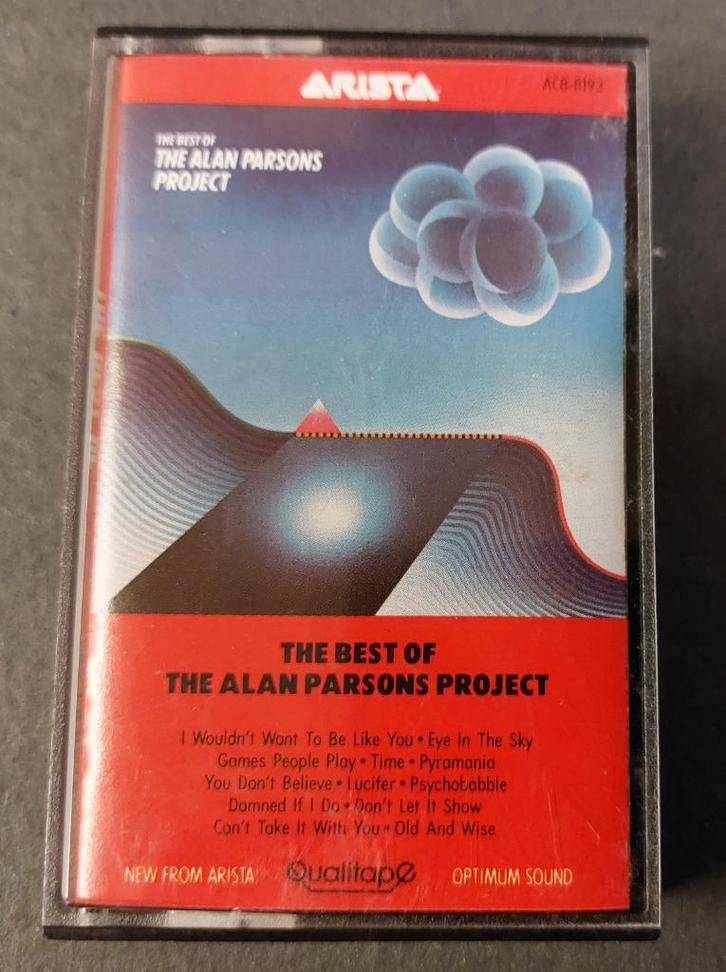 ARISTA
AC8-8193
THE BEST OF
THE ALAN PARSONS
PROJECT
THE BEST OF
THE ALAN PARSONS PROJECT
I Wouldn't Want To Be Like You • Eye In The Sky
Games People Play • Time • Pyramania
You Don't Believe • Lucifer • Psychobabble
Damned If I Do • Don't Let It Show
Can't Take It With You • Old And Wise
NEW FROM ARISTA: Qualitape OPTIMUM SOUND